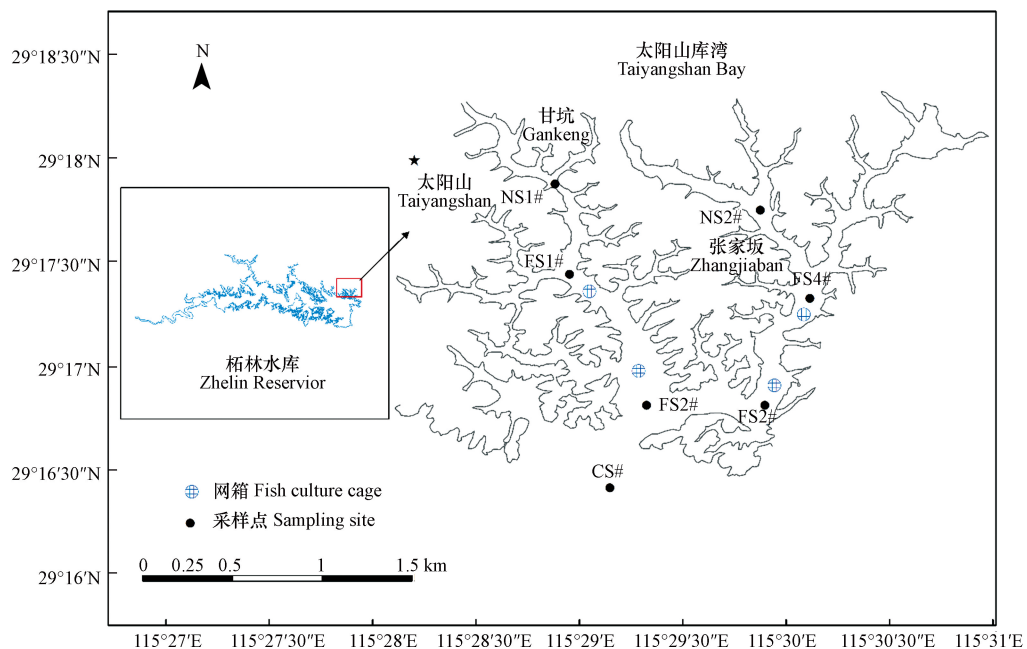 太阳山库湾
Taiyangshan Bay
29°18′30″N
N
甘坑
Gankeng
29°18′N
太阳山
Taiyangshan
NS1#
NS2#
张家坂
Zhangjiaban
29°17′30″N
FS1#
FS4#
29°17′N
柘林水库
Zhelin Reservior
FS2#
FS2#
29°16′30″N
CS#
网箱 Fish culture cage
采样点 Sampling site
0 0.25 0.5 1 1.5 km
29°16′N
115°27′E 115°27′30″E 115°28′E 115°28′30″E 115°29′E 115°29′30″E 115°30′E 115°30′30″E 115°31′E